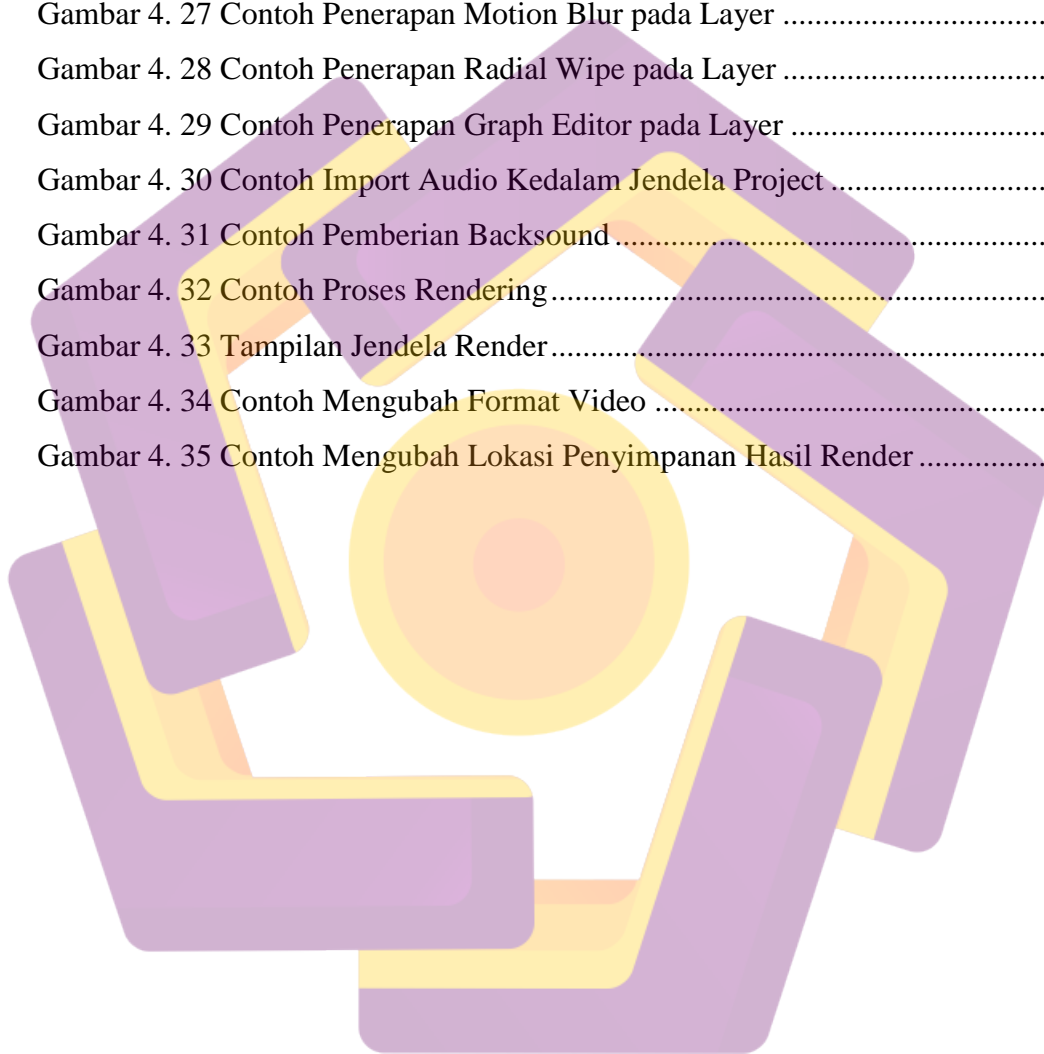 Gambar 4. 27 Contoh Penerapan Motion Blur pada Layer ..................................
Gambar 4. 28 Contoh Penerapan Radial Wipe pada Layer ..................................
Gambar 4. 29 Contoh Penerapan Graph Editor pada Layer ................................
Gambar 4. 30 Contoh Import Audio Kedalam Jendela Project ...........................
Gambar 4. 31 Contoh Pemberian Backsound.......................................................
Gambar 4. 32 Contoh Proses Rendering...............................................................
Gambar 4. 33 Tampilan Jendela Render...............................................................
Gambar 4. 34 Contoh Mengubah Format Video ..................................................
Gambar 4. 35 Contoh Mengubah Lokasi Penyimpanan Hasil Render ................